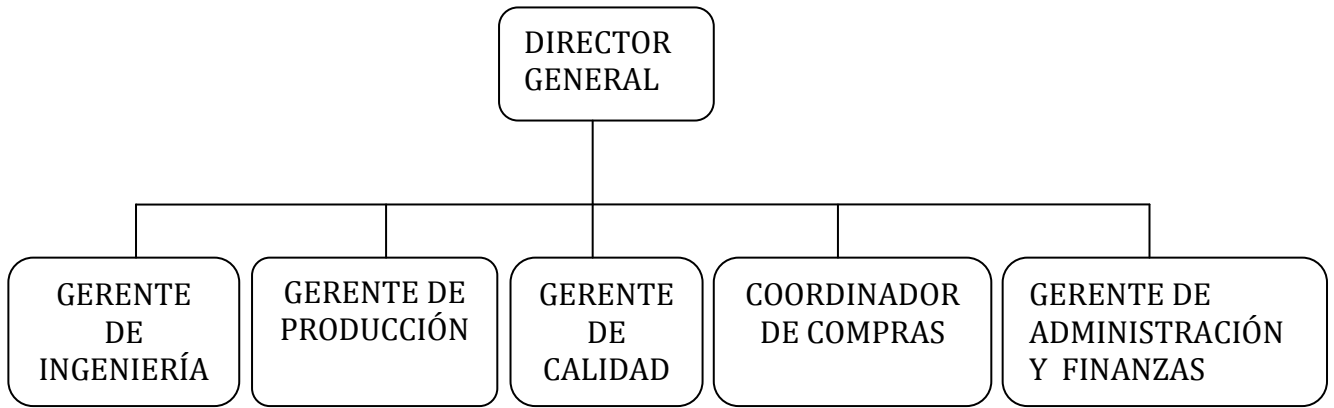 DIRECTOR
GENERAL
GERENTE
DE
INGENIERÍA
GERENTE DE
PRODUCCIÓN
GERENTE
DE
CALIDAD
COORDINADOR
DE COMPRAS
GERENTE DE
ADMINISTRACIÓN
Y FINANZAS